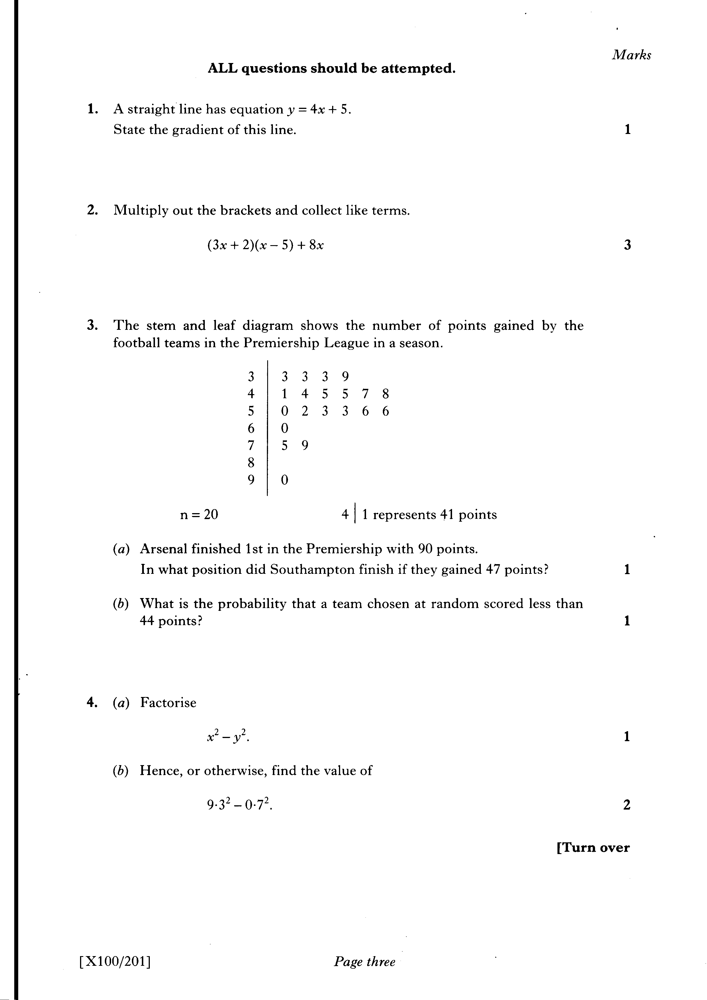 Marks
ALL questions should be attempted.
1. A straight line has equation y = 4x + 5.
State the gradient of this line. 1
2. Multiply out the brackets and collect like terms.
(3x + 2)(x – 5) + 8x 3
3. The stem and leaf diagram shows the number of points gained by the
football teams in the Premiership League in a season.
3 | 3 3 3 9
4 | 1 4 5 5 7 8
5 | 0 2 3 3 6 6
6 | 0
7 | 5 9
8 |
9 | 0
n = 20 4 | 1 represents 41 points
(a) Arsenal finished 1st in the Premiership with 90 points.
In what position did Southampton finish if they gained 47 points? 1
(b) What is the probability that a team chosen at random scored less than
44 points? 1
4. (a) Factorise
x² – y². 1
(b) Hence, or otherwise, find the value of
9·3² – 0·7². 2
[Turn over
[X100/201] Page three